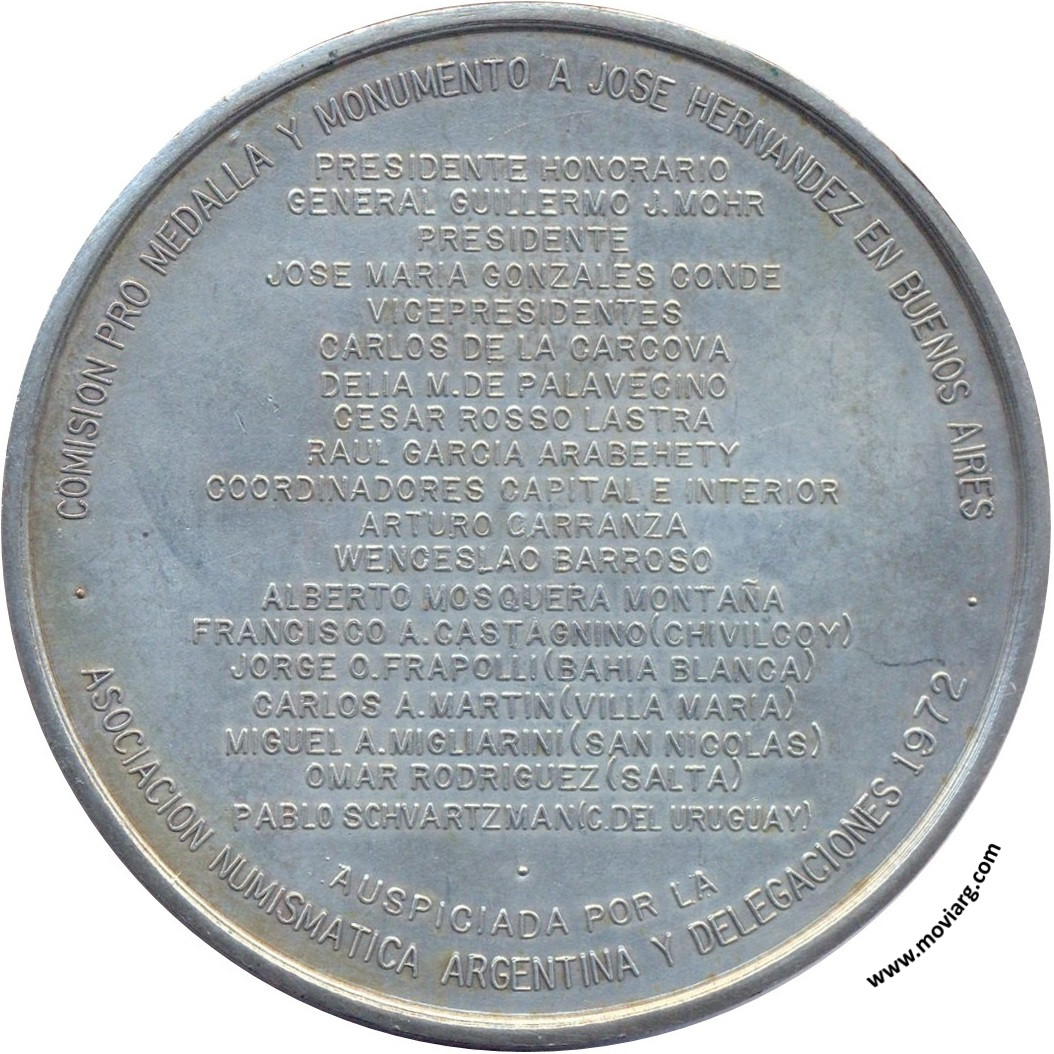 COMISION PRO MEDALLA Y MONUMENTO A JOSE HERNANDEZ EN BUENOS AIRES
PRESIDENTE HONORARIO
GENERAL GUILLERMO J. MOHR
PRESIDENTE
JOSE MARIA GONZALES CONDE
VICEPRESIDENTES
CARLOS DE LA CARCOVA
DELIA M. DE PALAVECINO
CESAR ROSSO LASTRA
RAUL GARCIA ARABEHETY
COORDINADORES CAPITAL E INTERIOR
ARTURO CARRANZA
WENCESLAO BARROSO
ALBERTO MOSQUERA MONTAÑA
FRANCISCO A. CASTAGNINO (CHIVILCOY)
JORGE O. FRAPOLLI (BAHIA BLANCA)
CARLOS A. MARTIN (VILLA MARIA)
MIGUEL A. MIGLIARINI (SAN NICOLAS)
OMAR RODRIGUEZ (SALTA)
PABLO SCHVARTZMAN (C. DEL URUGUAY)
AUSPICIADA POR LA
ASOCIACION NUMISMATICA ARGENTINA Y DELEGACIONES 1972
www.moviarg.com